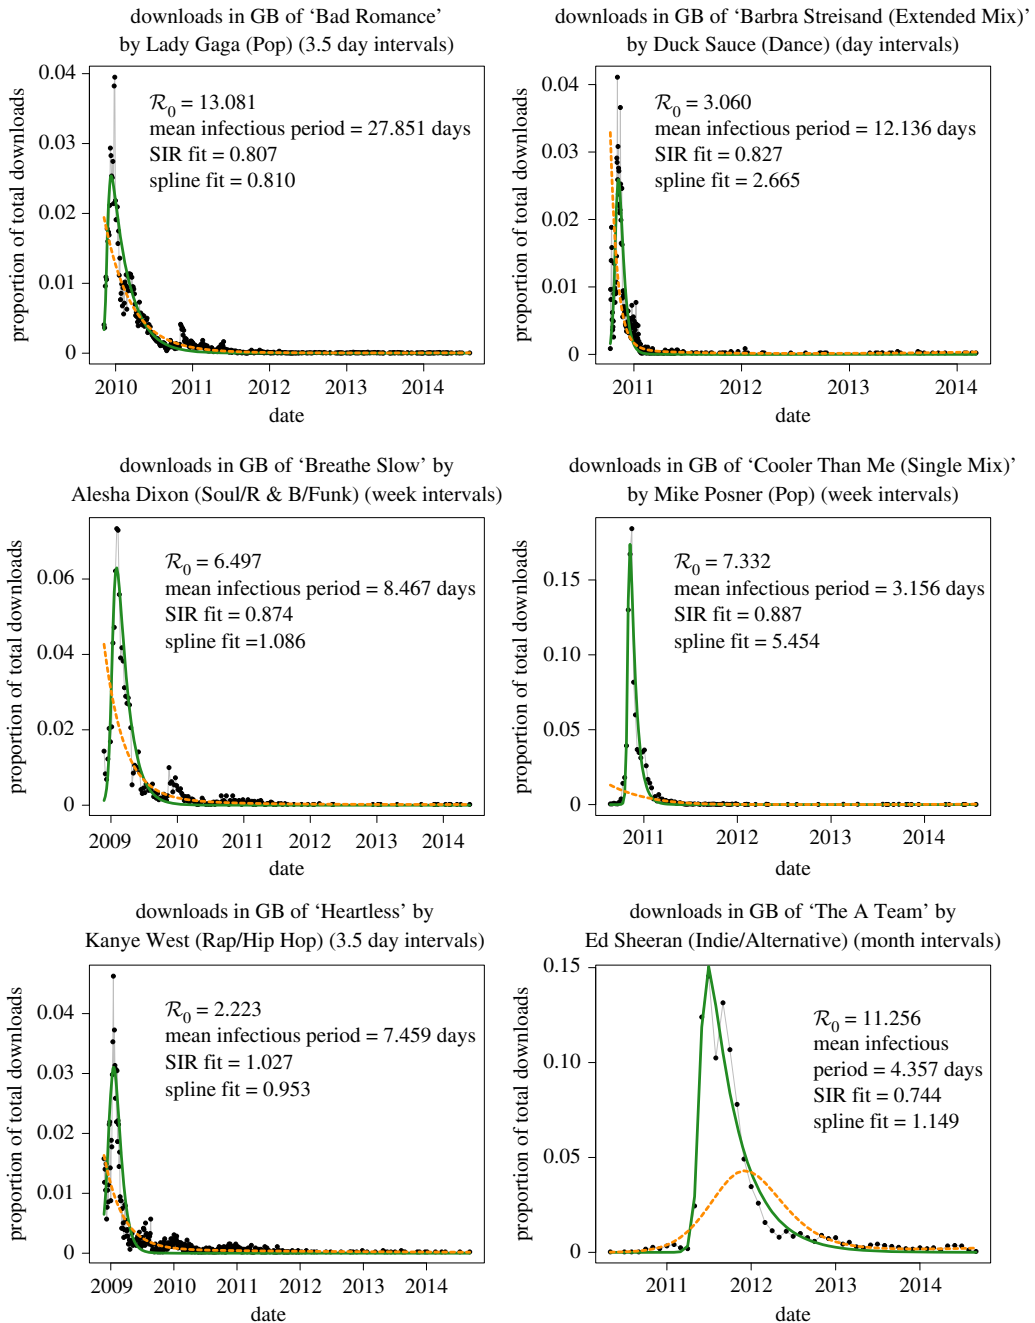 downloads in GB of ‘Bad Romance’
by Lady Gaga (Pop) (3.5 day intervals)
proportion of total downloads
0.04
0.03
0.02
0.01
0
R0 = 13.081
mean infectious period = 27.851 days
SIR fit = 0.807
spline fit = 0.810
2010 2011 2012 2013 2014
date
downloads in GB of ‘Barbra Streisand (Extended Mix)’
by Duck Sauce (Dance) (day intervals)
proportion of total downloads
0.04
0.03
0.02
0.01
0
R0 = 3.060
mean infectious period = 12.136 days
SIR fit = 0.827
spline fit = 2.665
2011 2012 2013 2014
date
downloads in GB of ‘Breathe Slow’ by
Alesha Dixon (Soul/R & B/Funk) (week intervals)
proportion of total downloads
0.06
0.04
0.02
0
R0 = 6.497
mean infectious period = 8.467 days
SIR fit = 0.874
spline fit =1.086
2009 2010 2011 2012 2013 2014
date
downloads in GB of ‘Cooler Than Me (Single Mix)’
by Mike Posner (Pop) (week intervals)
proportion of total downloads
0.15
0.10
0.05
0
R0 = 7.332
mean infectious period = 3.156 days
SIR fit = 0.887
spline fit = 5.454
2011 2012 2013 2014
date
downloads in GB of ‘Heartless’ by
Kanye West (Rap/Hip Hop) (3.5 day intervals)
proportion of total downloads
0.04
0.03
0.02
0.01
0
R0 = 2.223
mean infectious period = 7.459 days
SIR fit = 1.027
spline fit = 0.953
2009 2010 2011 2012 2013 2014
date
downloads in GB of ‘The A Team’ by
Ed Sheeran (Indie/Alternative) (month intervals)
proportion of total downloads
0.15
0.10
0.05
0
R0 = 11.256
mean infectious
period = 4.357 days
SIR fit = 0.744
spline fit = 1.149
2011 2012 2013 2014
date